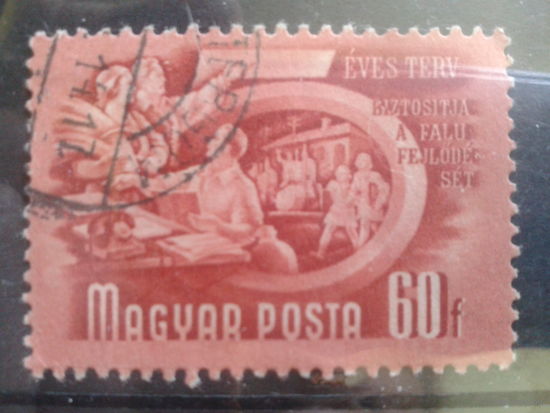 ÉVES TERV
BIZTOSITJA
A FALU
FEJLŐDÉ-
SÉT
MAGYAR POSTA 60f